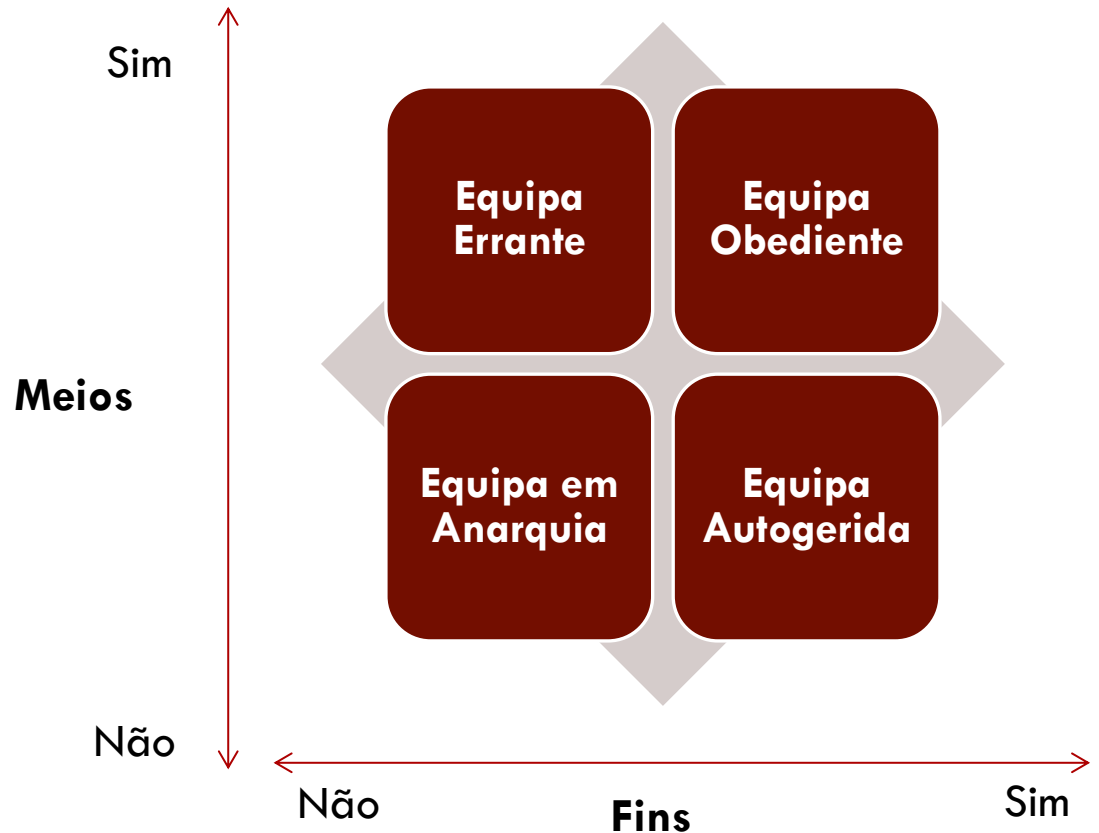 Sim
Equipa
Errante
Equipa
Obediente
Meios
Equipa em
Anarquia
Equipa
Autogerida
Não
Não
Fins
Sim